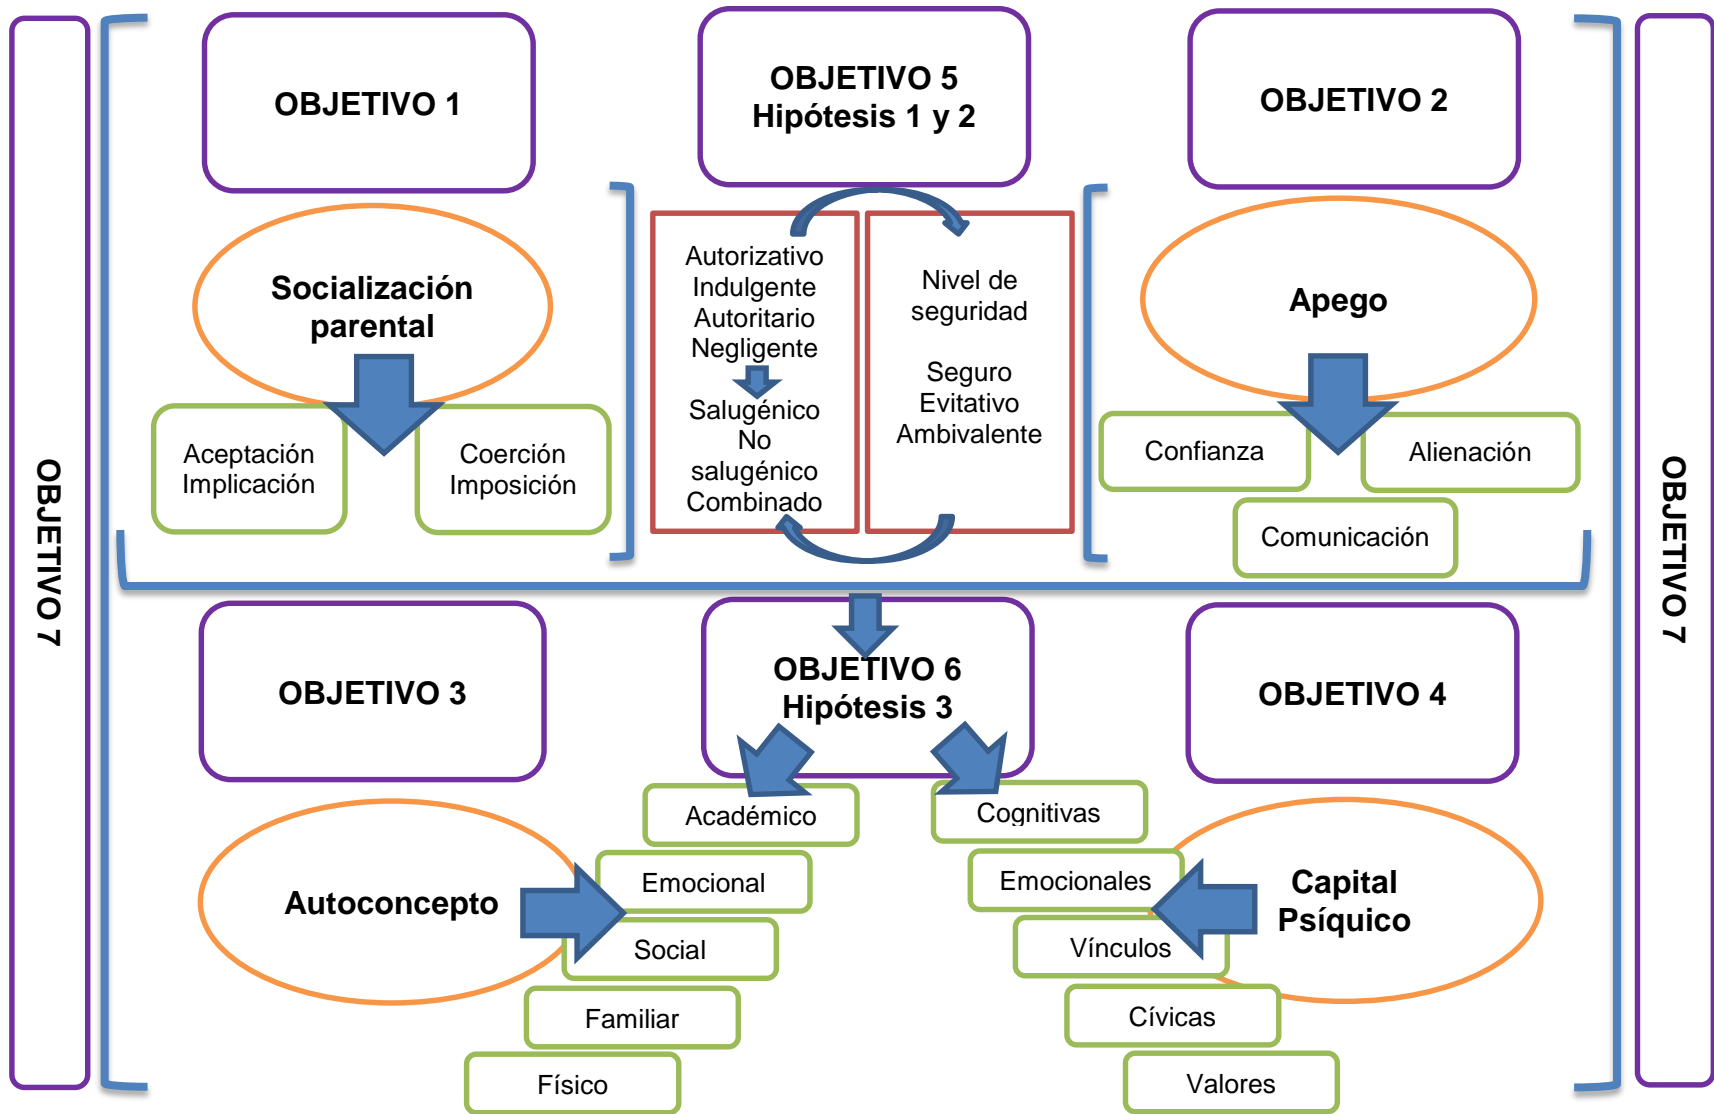 OBJETIVO 7
OBJETIVO 1
OBJETIVO 5
Hipótesis 1 y 2
OBJETIVO 2
Socialización
parental
Aceptación
Implicación
Coerción
Imposición
Autorizativo
Indulgente
Autoritario
Negligente
Salugénico
No
salugénico
Combinado
Nivel de
seguridad
Seguro
Evitativo
Ambivalente
Apego
Confianza
Alienación
Comunicación
OBJETIVO 3
OBJETIVO 6
Hipótesis 3
OBJETIVO 4
Autoconcepto
Académico
Emocional
Social
Familiar
Físico
Cognitivas
Emocionales
Vínculos
Cívicas
Valores
Capital
Psíquico
OBJETIVO 7